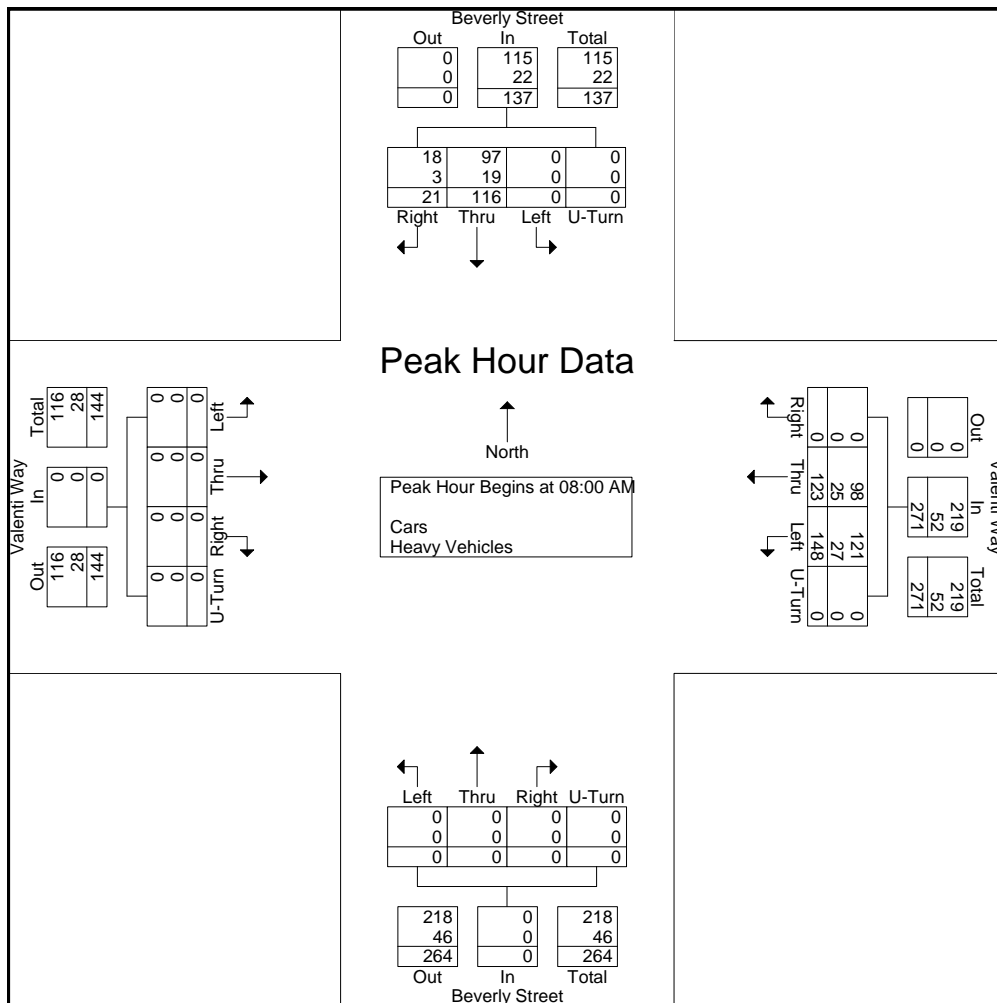 Beverly Street
Out In Total
0 115 115
0 22 22
0 137 137
18 97 0 0
3 19 0 0
21 116 0 0
Right Thru Left U-Turn
Peak Hour Data
North
Peak Hour Begins at 08:00 AM
Cars
Heavy Vehicles
Valenti Way
Total In Out
116 0 116
28 0 28
144 0 144
0 0 0 0
0 0 0 0
0 0 0 0
Left Thru Right U-Turn
Right Thru Left U-Turn
0 98 121 0
0 25 27 0
0 123 148 0
Out In Total
0 219 219
0 52 52
0 271 271
Valenti Way
Left Thru Right U-Turn
0 0 0 0
0 0 0 0
0 0 0 0
218 0 218
46 0 46
264 0 264
Out In Total
Beverly Street